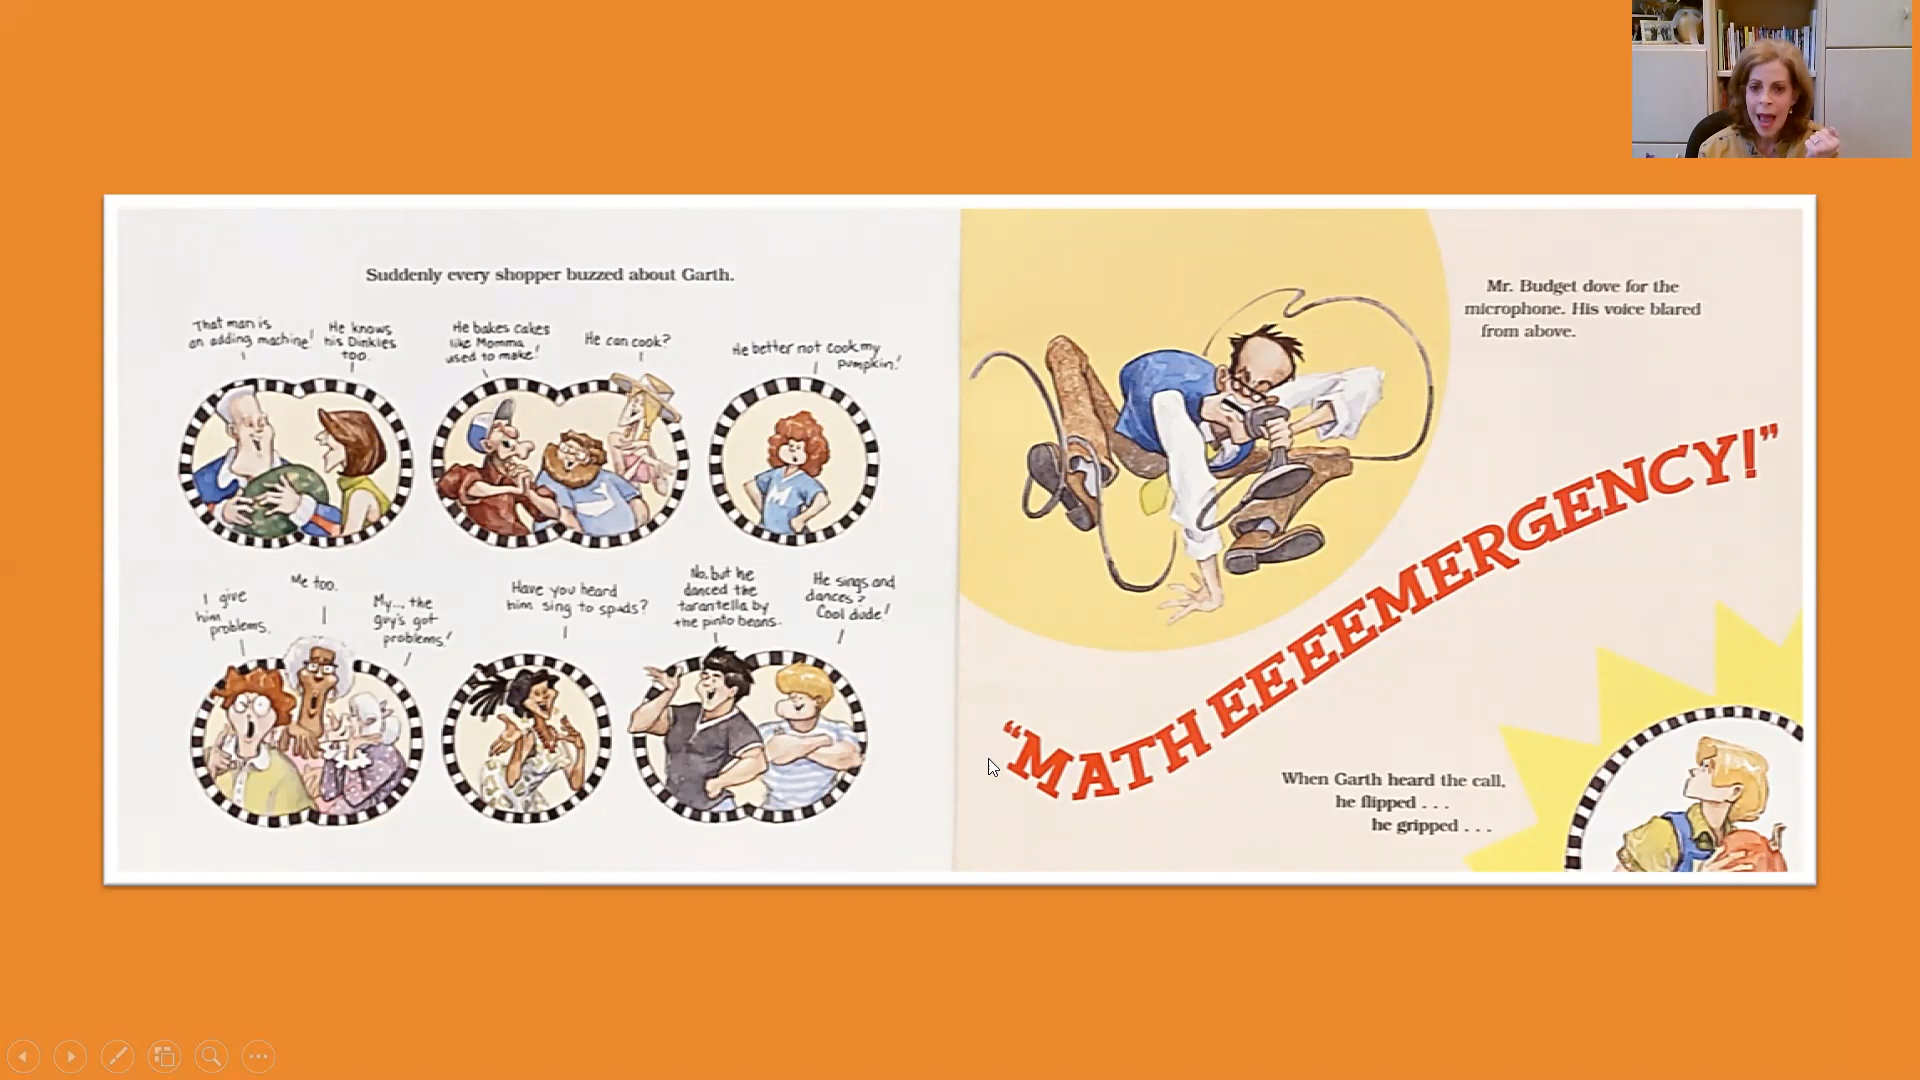 Suddenly every shopper buzzed about Garth.
That man is
an adding machine!
He knows
his Dinkles
too.
He bakes cakes
like Momma
used to make!
He can cook?
He better not cook my
pumpkin!
I give
him
problems.
Me too.
My... the
guy's got
problems!
Have you heard
him sing to spuds?
No, but he
danced the
tarantella by
the pinto beans.
He sings and
dances?
Cool dude!
M
Mr. Budget dove for the
microphone. His voice blared
from above.
“MATH EEEEMERGENCY!”
When Garth heard the call,
he flipped . . .
he gripped . . .